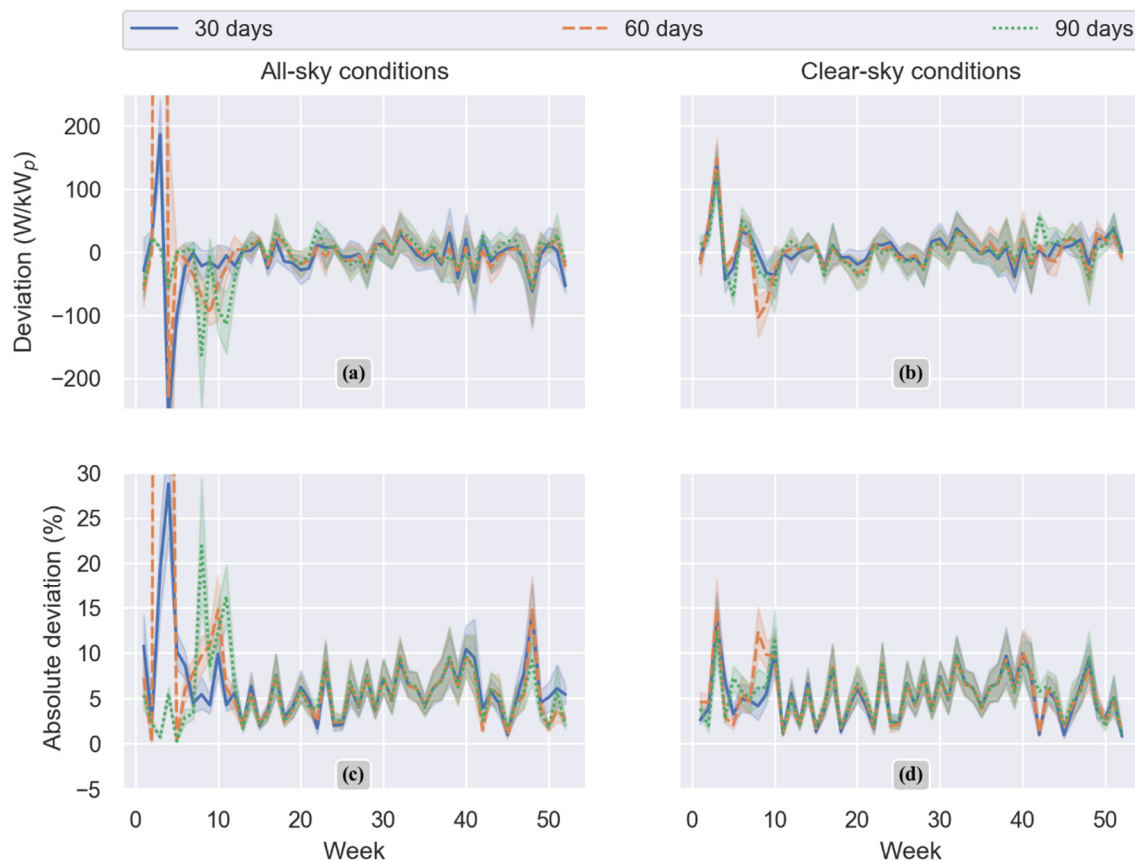 30 days 60 days 90 days
All-sky conditions Clear-sky conditions
Deviation (W/kWp)
200
100
0
−100
−200
(a)
(b)
Absolute deviation (%)
30
25
20
15
10
5
0
−5
(c)
(d)
0 10 20 30 40 50
0 10 20 30 40 50
Week Week